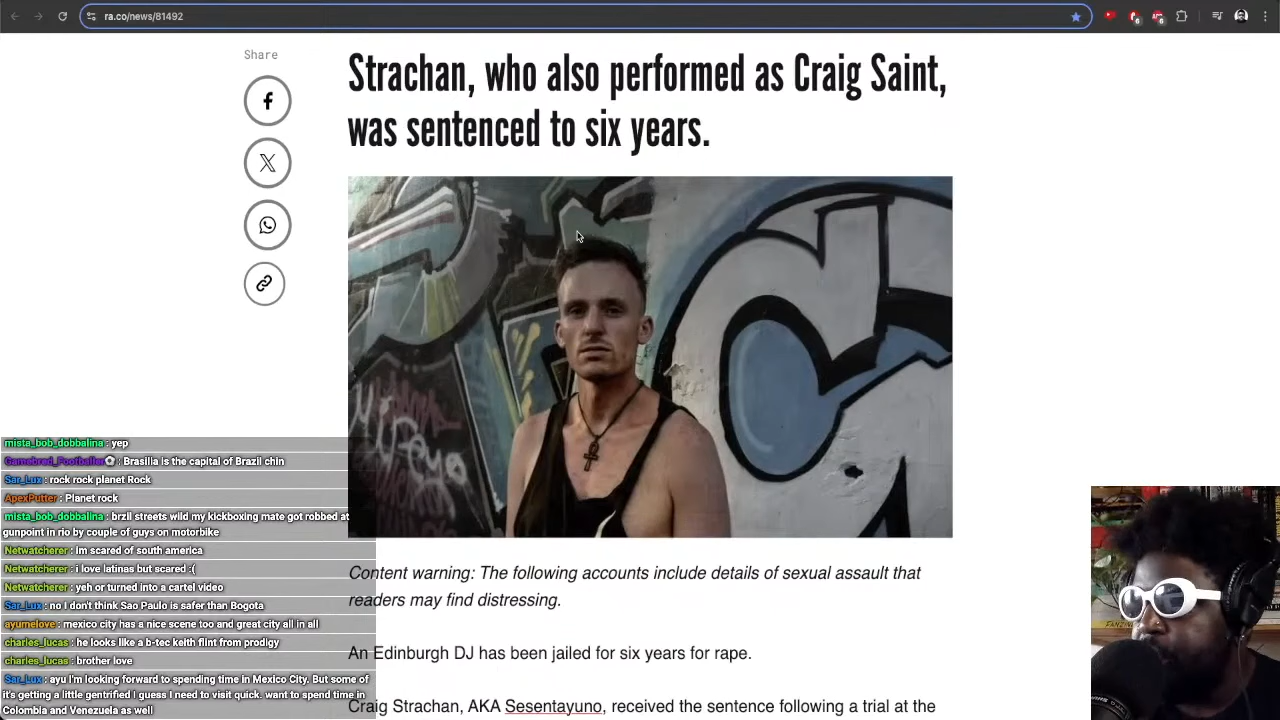 ra.co/news/81492
Share
Strachan, who also performed as Craig Saint,
was sentenced to six years.
Content warning: The following accounts include details of sexual assault that
readers may find distressing.
An Edinburgh DJ has been jailed for six years for rape.
Craig Strachan, AKA Sesentayuno, received the sentence following a trial at the
mista_bob_dobbalina : yep
Gamebred_Footballer : Brasilia is the capital of Brazil chin
Sar_Lux : rock rock planet Rock
ApexPutter : Planet rock
mista_bob_dobbalina : brzil streets wild my kickboxing mate got robbed at
gunpoint in rio by couple of guys on motorbike
Netwatcherer : im scared of south america
Netwatcherer : i love latinas but scared :(
Netwatcherer : yeh or turned into a cartel video
Sar_Lux : no I don't think Sao Paulo is safer than Bogota
ayumelove : mexico city has a nice scene too and great city all in all
charles_lucas : he looks like a b-tec keith flint from prodigy
charles_lucas : brother love
Sar_Lux : ayu I'm looking forward to spending time in Mexico City. But some of
it's getting a little gentrified I guess I need to visit quick. want to spend time in
Colombia and Venezuela as well